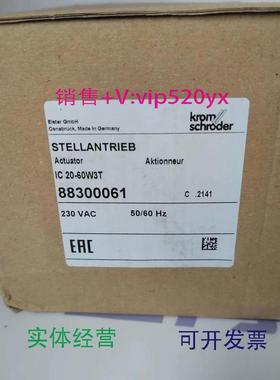 销售+V:vip520yx
Elster GmbH
Osnabrück, Made in Germany
krom
schroder
STELLANTRIEB
Actuator Aktionneur
IC 20-60W3T
88300061
C .2141
230 VAC 50/60 Hz
EAC
实体经营 可开发票